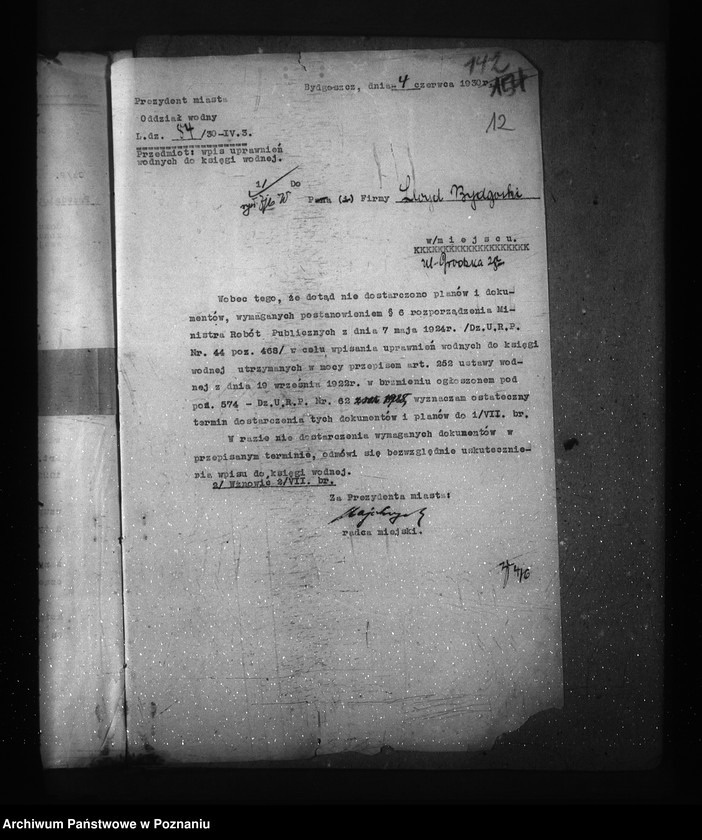 142
Bydgoszcz, dnia 4 czerwca 1930r.
12
Prezydent miasta
Oddział wodny
L.dz. 54/30-IV.3.
Przedmiot: wpis uprawnień
wodnych do księgi wodnej.
1/ Do
Firmy Lloyd Bydgoski
w/m i e j s c u.
ul. Grodzka
Wobec tego, że dotąd nie dostarczono planów i doku-
mentów, wymaganych postanowieniem § 6 rozporządzenia Mi-
nistra Robót Publicznych z dnia 7 maja 1924r. /Dz.U.R.P.
Nr. 44 poz. 468/ w celu wpisania uprawnień wodnych do księgi
wodnej utrzymanych w mocy przepisem art. 252 ustawy wod-
nej z dnia 19 września 1922r. w brzmieniu ogłoszonem pod
poz. 574 - Dz.U.R.P. Nr. 62 wyznaczam ostateczny
termin dostarczenia tych dokumentów i planów do 1/VII. br.
W razie nie dostarczenia wymaganych dokumentów w
przepisanym terminie, odmówi się bezwzględnie uskutecznie-
nia wpisu do księgi wodnej.
2/ Wznowić 2/VII. br.
Za Prezydenta miasta:
radca miejski.
4/6
Archiwum Państwowe w Poznaniu